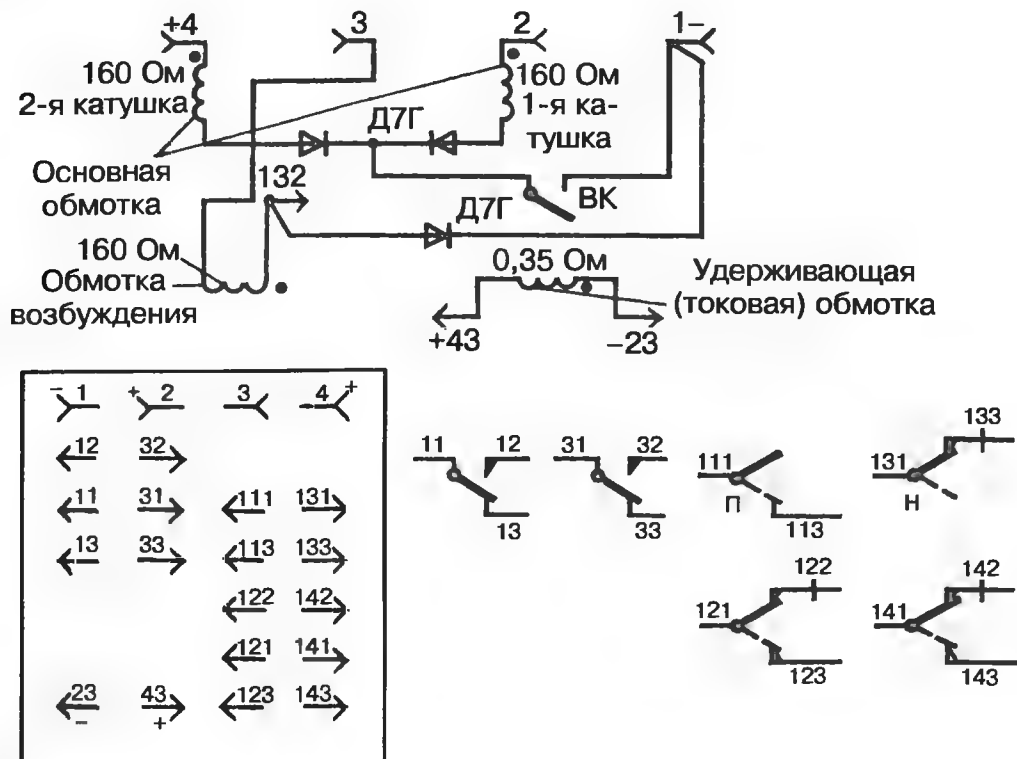 +4 3 2 1–
160 Ом
2-я катушка
160 Ом
1-я ка-
тушка
Д7Г
Основная
обмотка
132
ВК
Д7Г
160 Ом
Обмотка
возбуждения
0,35 Ом
Удерживающая
(токовая) обмотка
+43 –23
– 1 + 2 3 4 +
12 32
11 31 111 131
13 33 113 133
122 142
121 141
23 43 123 143
– +
11 12
13
31 32
33
111
П
113
133
131
Н
122
121
123
142
141
143